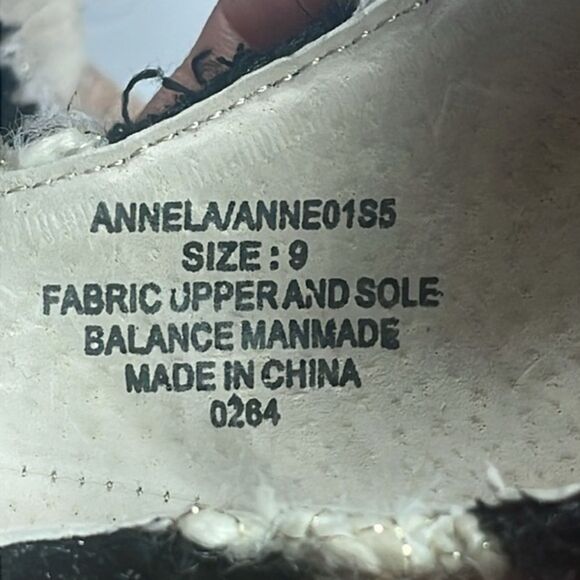 ANNELA/ANNE01S5
SIZE : 9
FABRIC UPPER AND SOLE
BALANCE MANMADE
MADE IN CHINA
0264